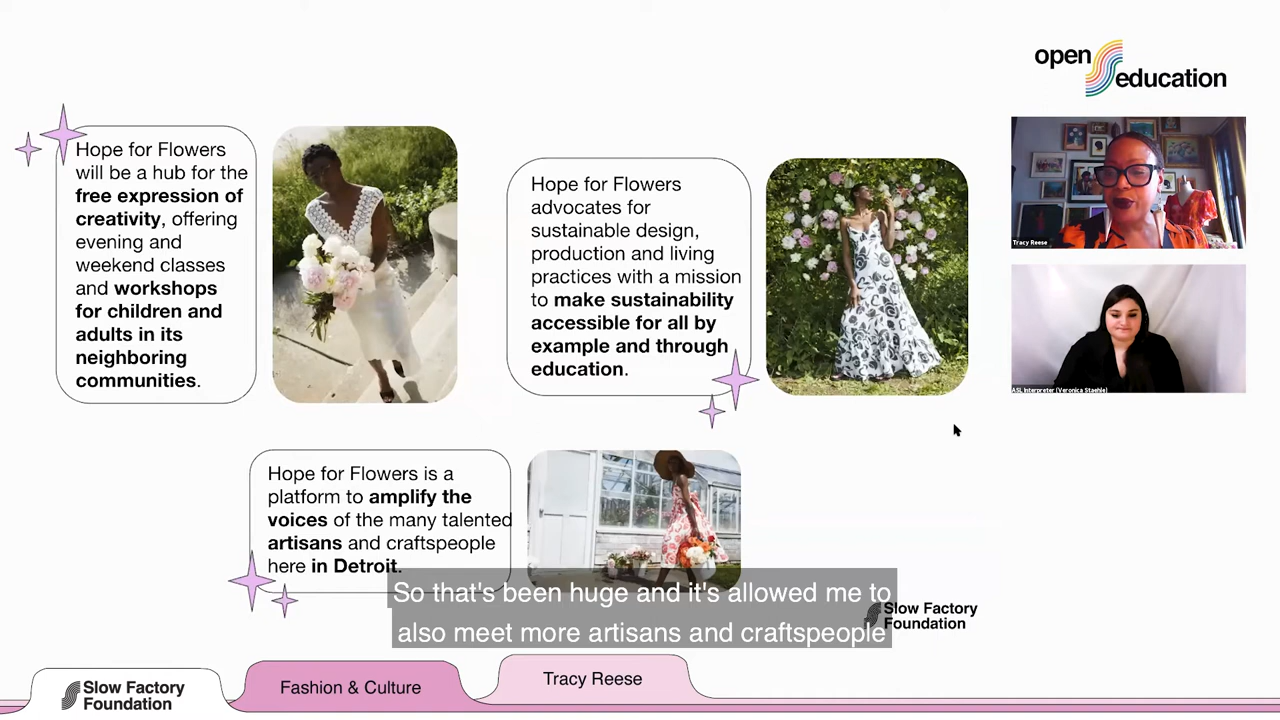 open
education
Hope for Flowers
will be a hub for the
free expression of
creativity, offering
evening and
weekend classes
and workshops
for children and
adults in its
neighboring
communities.
Hope for Flowers
advocates for
sustainable design,
production and living
practices with a mission
to make sustainability
accessible for all by
example and through
education.
Tracy Reese
ASL Interpreter (Veronica Staehle)
Hope for Flowers is a
platform to amplify the
voices of the many talented
artisans and craftspeople
here in Detroit.
So that's been huge and it's allowed me to
also meet more artisans and craftspeople
Slow Factory
Foundation
Slow Factory
Foundation
Fashion & Culture
Tracy Reese